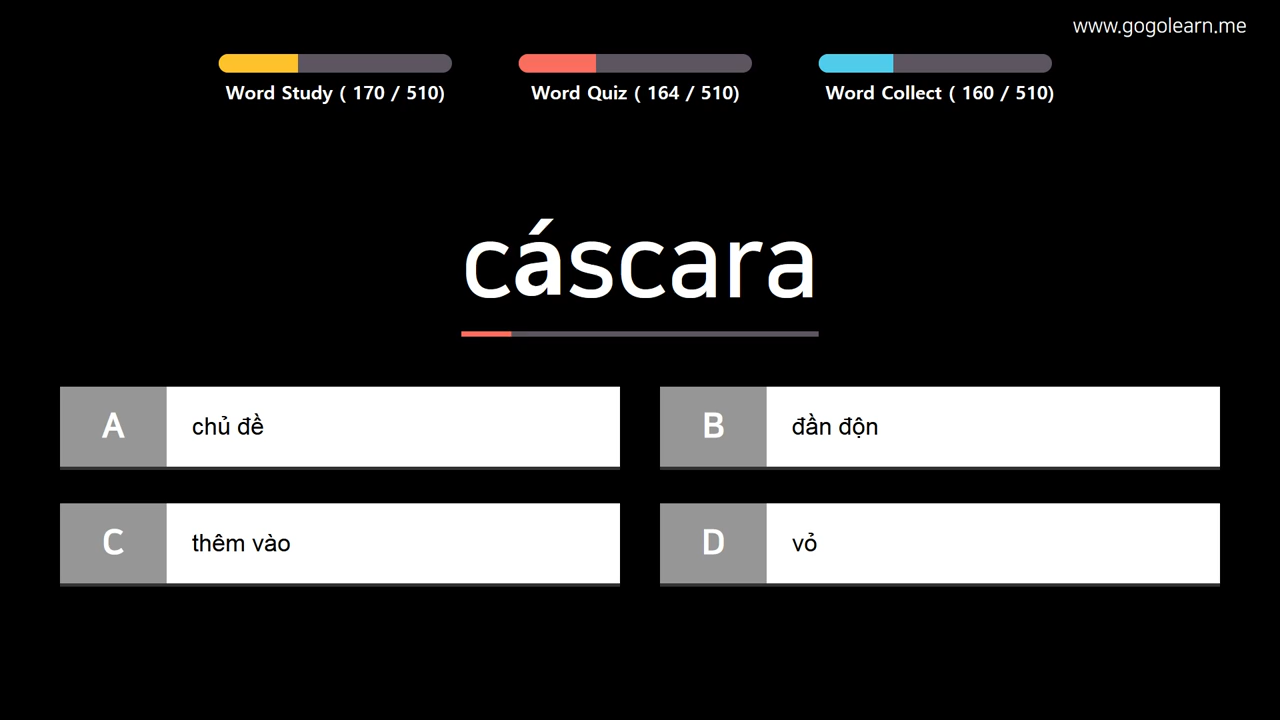 www.gogolearn.me
Word Study ( 170 / 510)
Word Quiz ( 164 / 510)
Word Collect ( 160 / 510)
cáscara
A chủ đề
B đần độn
C thêm vào
D vỏ